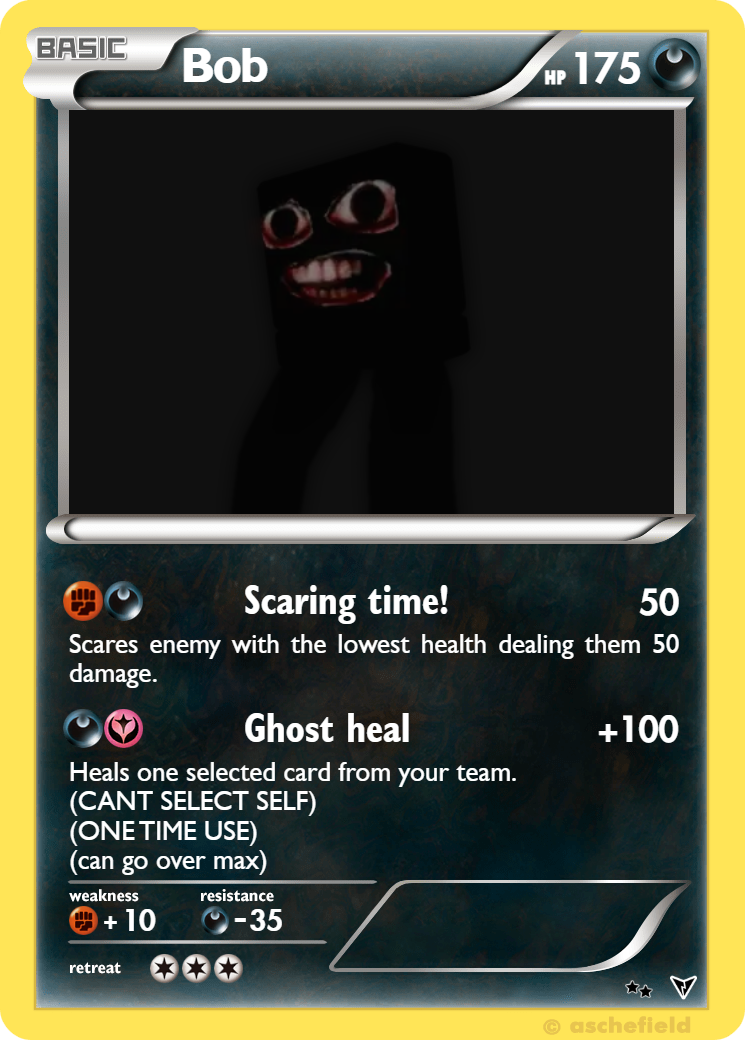 BASIC
Bob
HP 175
Scaring time! 50
Scares enemy with the lowest health dealing them 50
damage.
Ghost heal +100
Heals one selected card from your team.
(CANT SELECT SELF)
(ONE TIME USE)
(can go over max)
weakness resistance
+10 -35
retreat
© aschefield